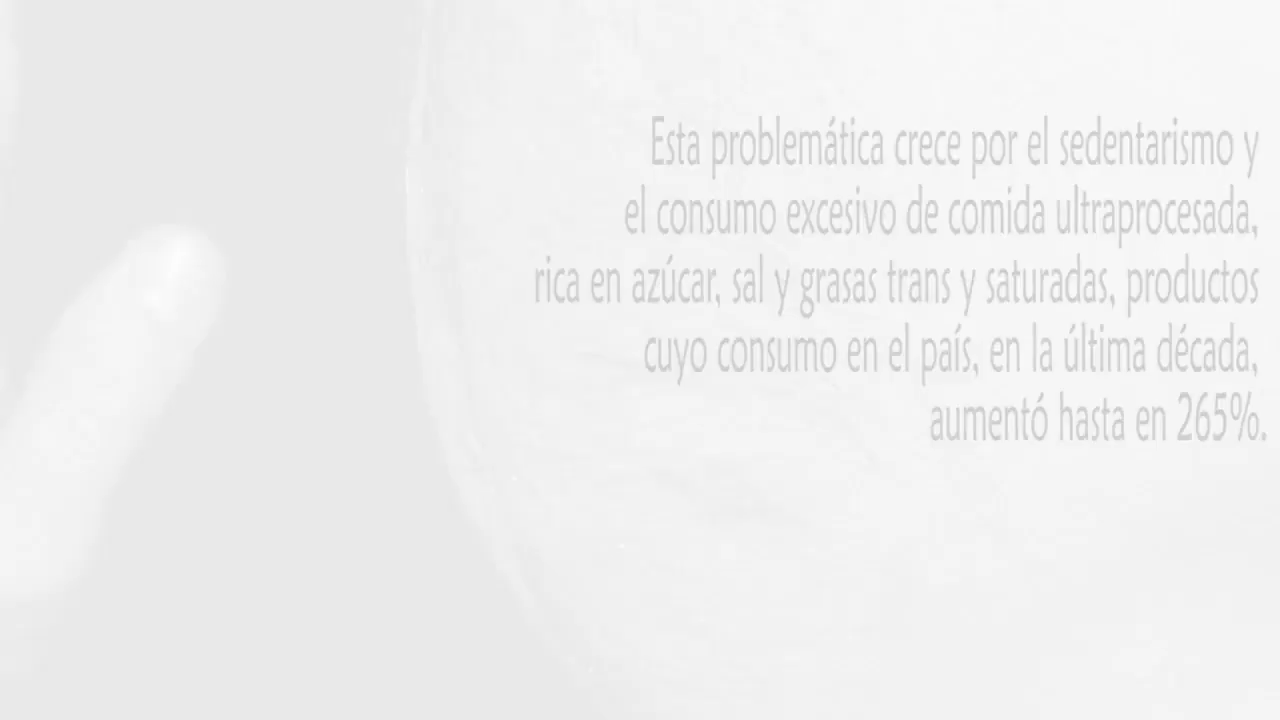 Esta problemática crece por el sedentarismo y
el consumo excesivo de comida ultraprocesada,
rica en azúcar, sal y grasas trans y saturadas, productos
cuyo consumo en el país, en la última década,
aumentó hasta en 265%.